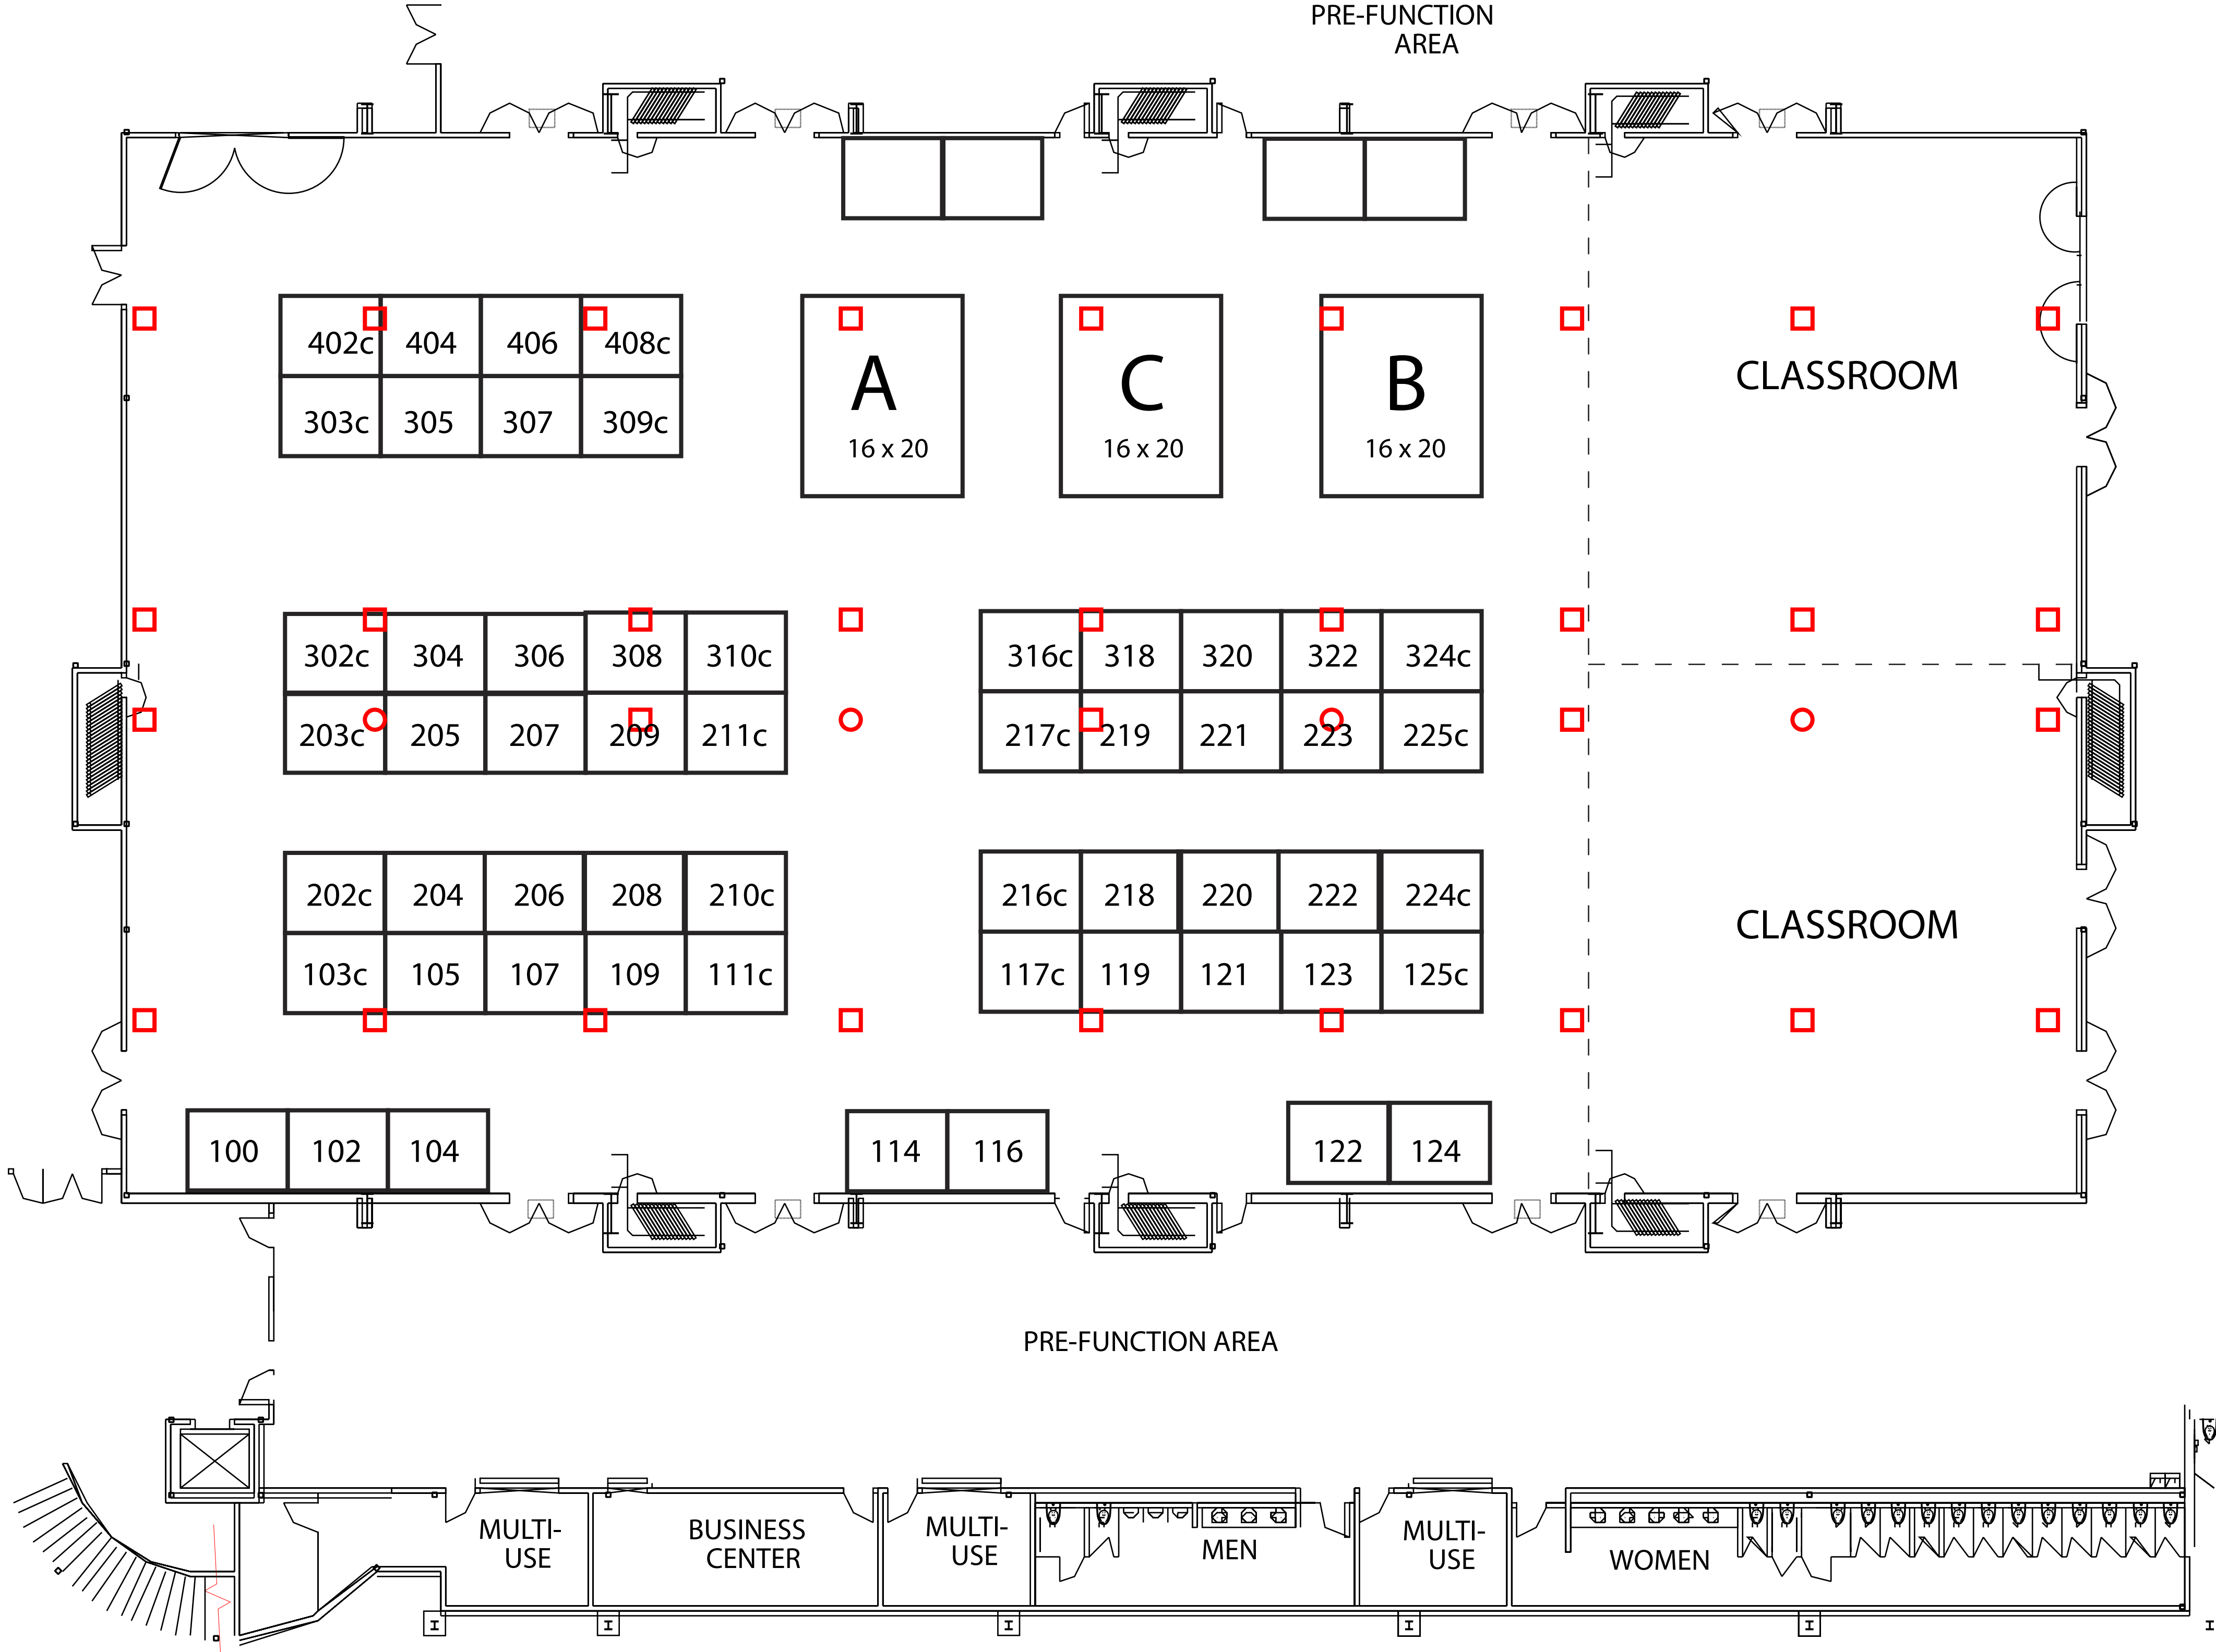 PRE-FUNCTION
AREA
402c 404 406 408c
303c 305 307 309c
A C B
16 x 20 16 x 20 16 x 20
CLASSROOM
302c 304 306 308 310c 316c 318 320 322 324c
203c 205 207 209 211c 217c 219 221 223 225c
202c 204 206 208 210c 216c 218 220 222 224c
CLASSROOM
103c 105 107 109 111c 117c 119 121 123 125c
100 102 104 114 116 122 124
PRE-FUNCTION AREA
MULTI-
USE
BUSINESS
CENTER
MULTI-
USE
MEN
MULTI-
USE
WOMEN